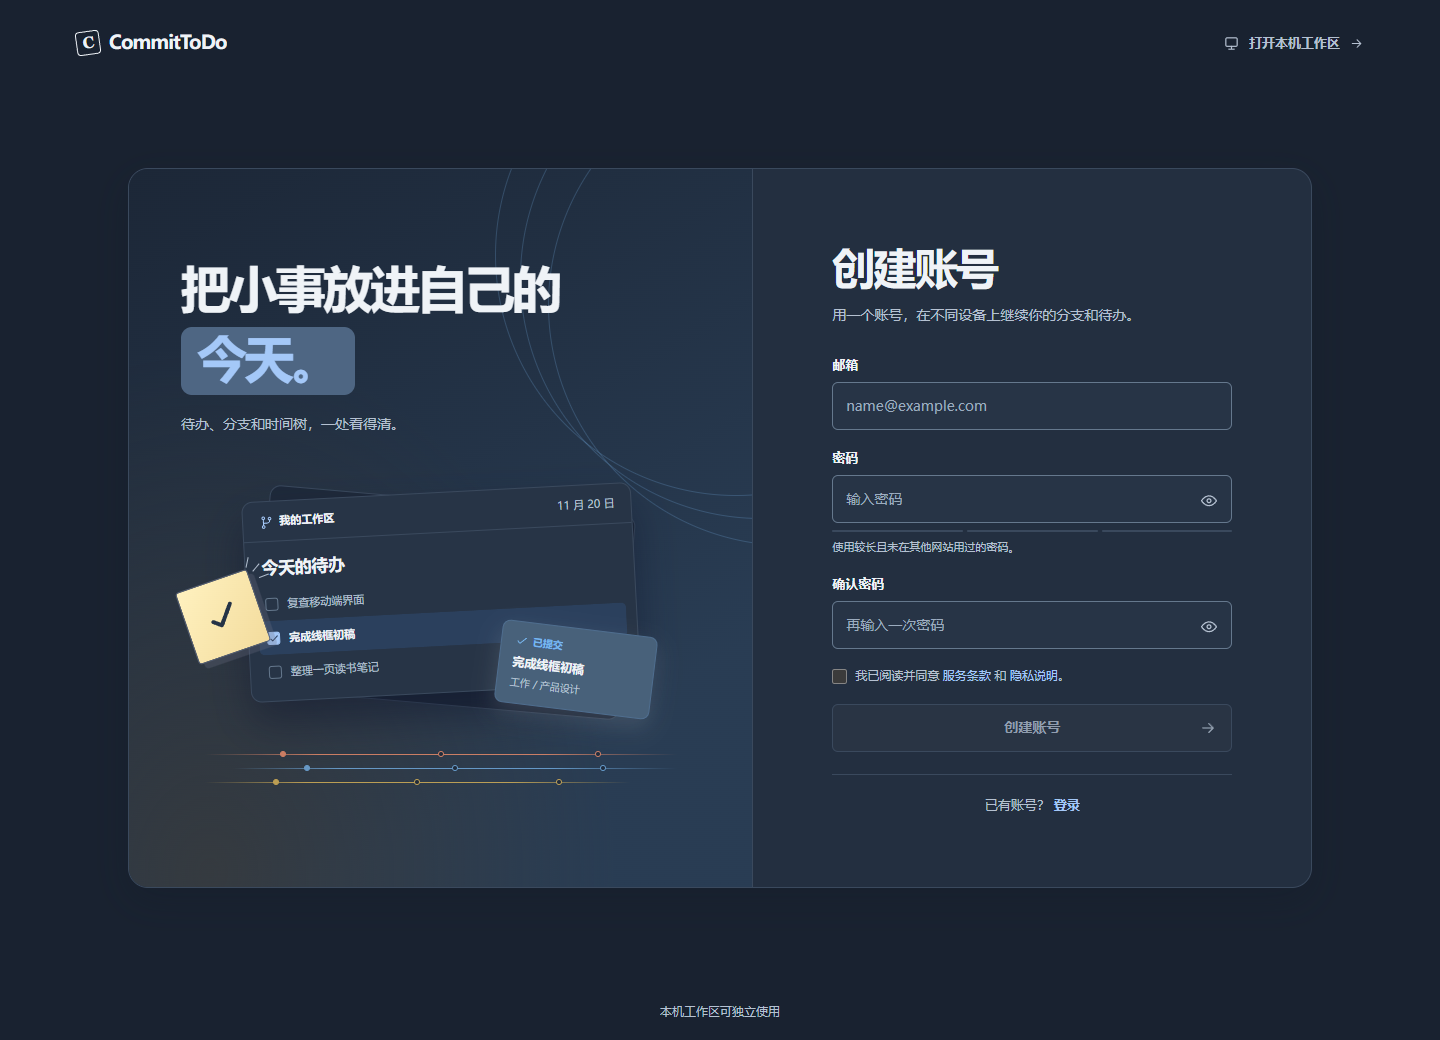 C CommitToDo
打开本机工作区 →
把小事放进自己的
今天。
待办、分支和时间树，一处看得清。
我的工作区
11 月 20 日
今天的待办
复查移动端界面
完成线框初稿
整理一页读书笔记
已提交
完成线框初稿
工作 / 产品设计
创建账号
用一个账号，在不同设备上继续你的分支和待办。
邮箱
name@example.com
密码
输入密码
使用较长且未在其他网站用过的密码。
确认密码
再输入一次密码
我已阅读并同意 服务条款 和 隐私说明。
创建账号 →
已有账号？ 登录
本机工作区可独立使用